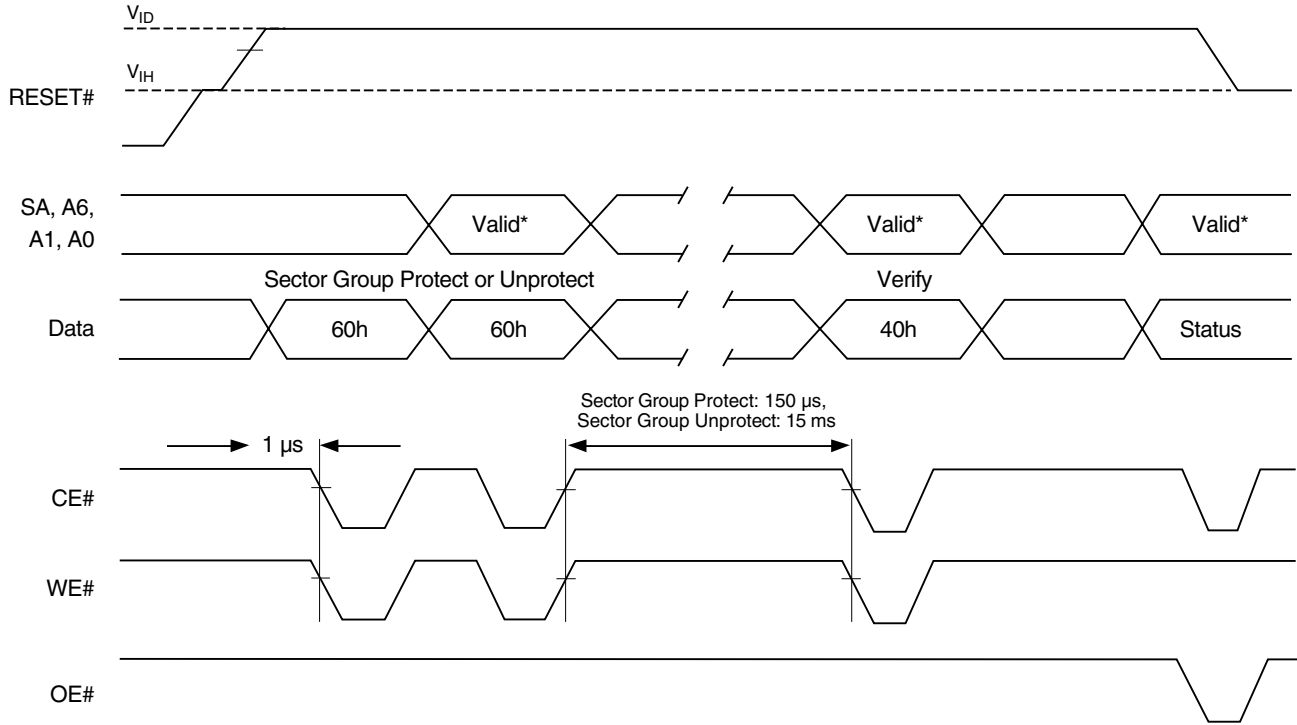 VID
VIH
RESET#
SA, A6,
A1, A0
Valid*
Valid*
Valid*
Sector Group Protect or Unprotect
Verify
Data
60h
60h
40h
Status
Sector Group Protect: 150 µs,
Sector Group Unprotect: 15 ms
1 µs
CE#
WE#
OE#